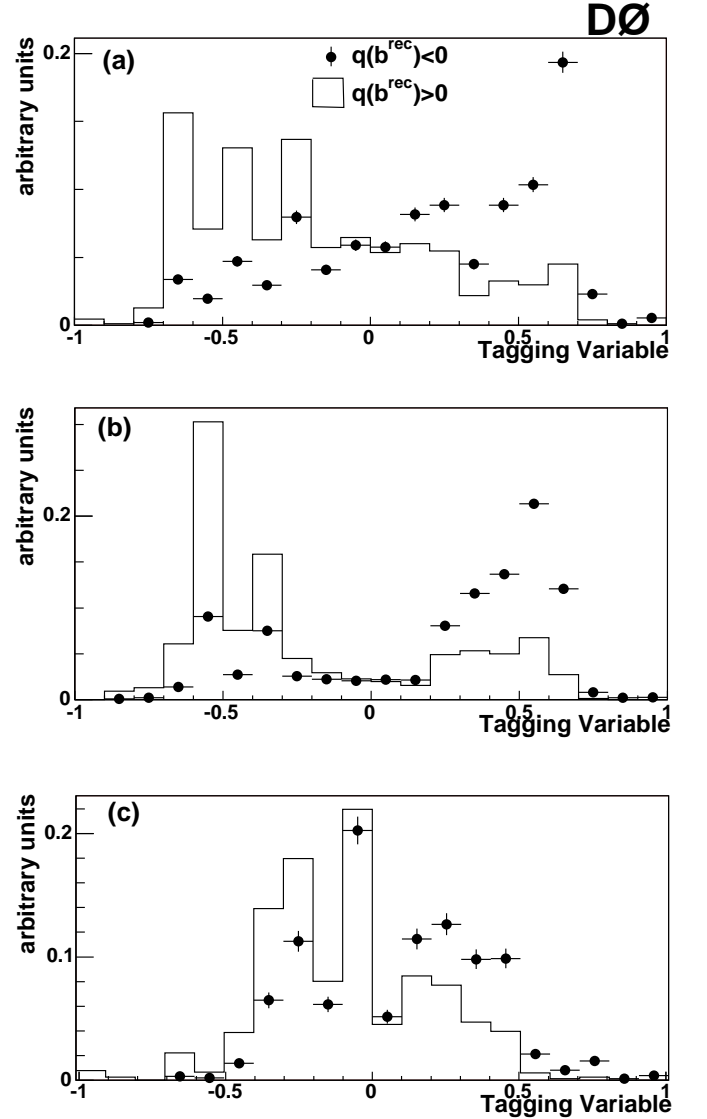 DØ
(a)
q(b^rec)<0
q(b^rec)>0
arbitrary units
0.2
0
-1 -0.5 0 0.5 1
Tagging Variable
(b)
arbitrary units
0.2
0
-1 -0.5 0 0.5 1
Tagging Variable
(c)
arbitrary units
0.2
0.1
0
-1 -0.5 0 0.5 1
Tagging Variable